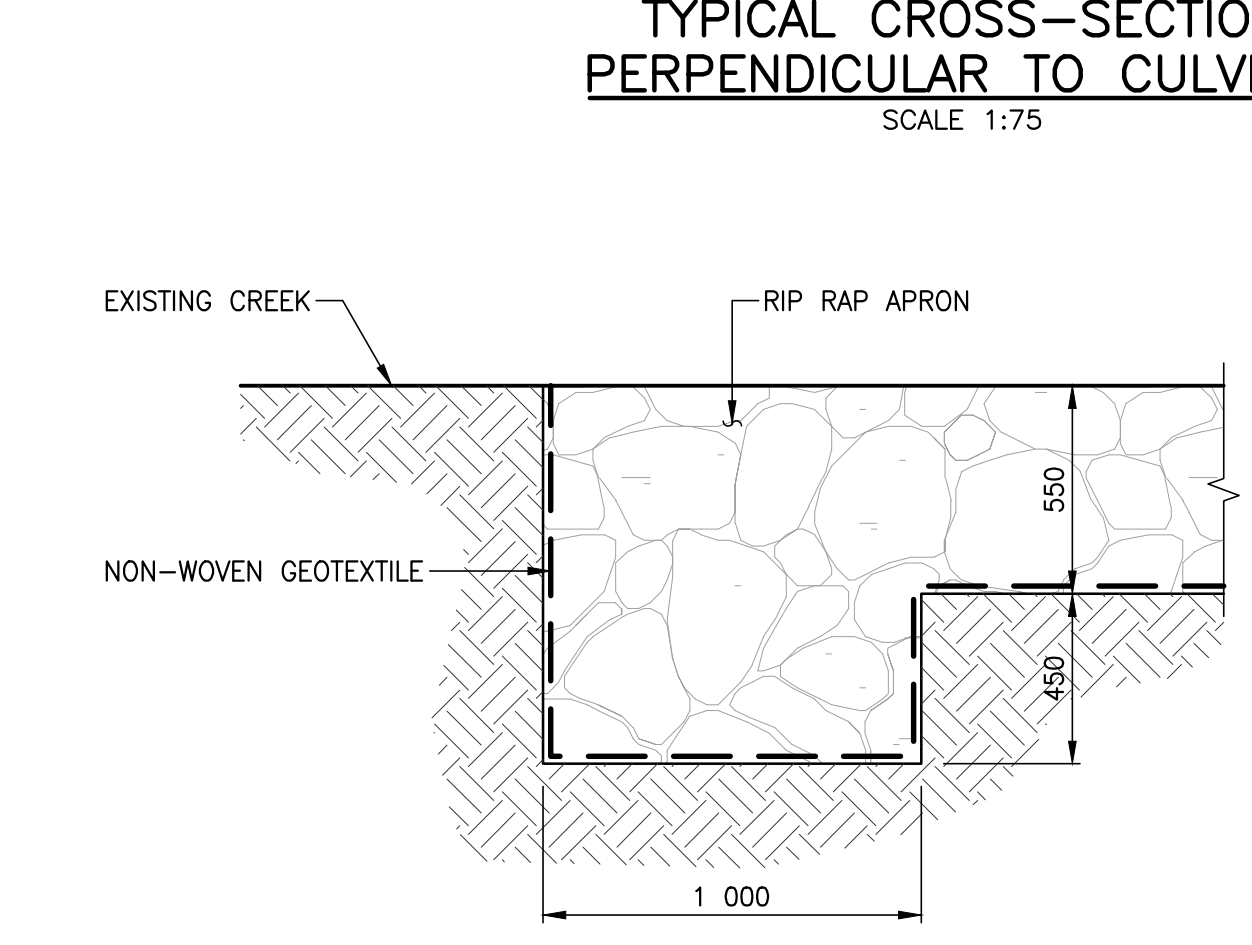 TYPICAL CROSS-SECTIO
PERPENDICULAR TO CULV
SCALE 1:75
EXISTING CREEK
RIP RAP APRON
550
NON-WOVEN GEOTEXTILE
450
1 000